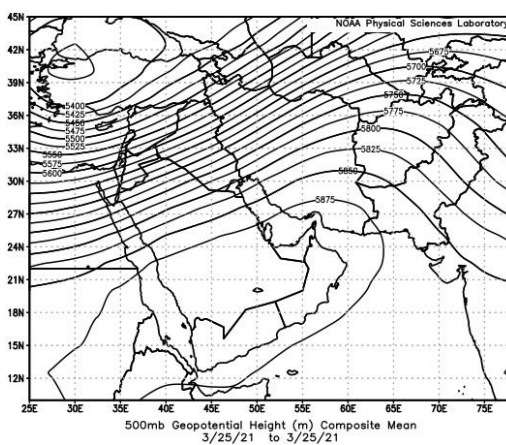 45N
NOAA Physical Sciences Laboratory
5675
42N
5700
39N
5750
5400
36N
5425
5775
5450
5475
5800
33N
5500
5525
5825
5550
5575
30N
5600
5850
27N
5875
24N
21N
18N
15N
12N
25E 30E 35E 40E 45E 50E 55E 60E 65E 70E 75E
500mb Geopotential Height (m) Composite Mean
3/25/21 to 3/25/21